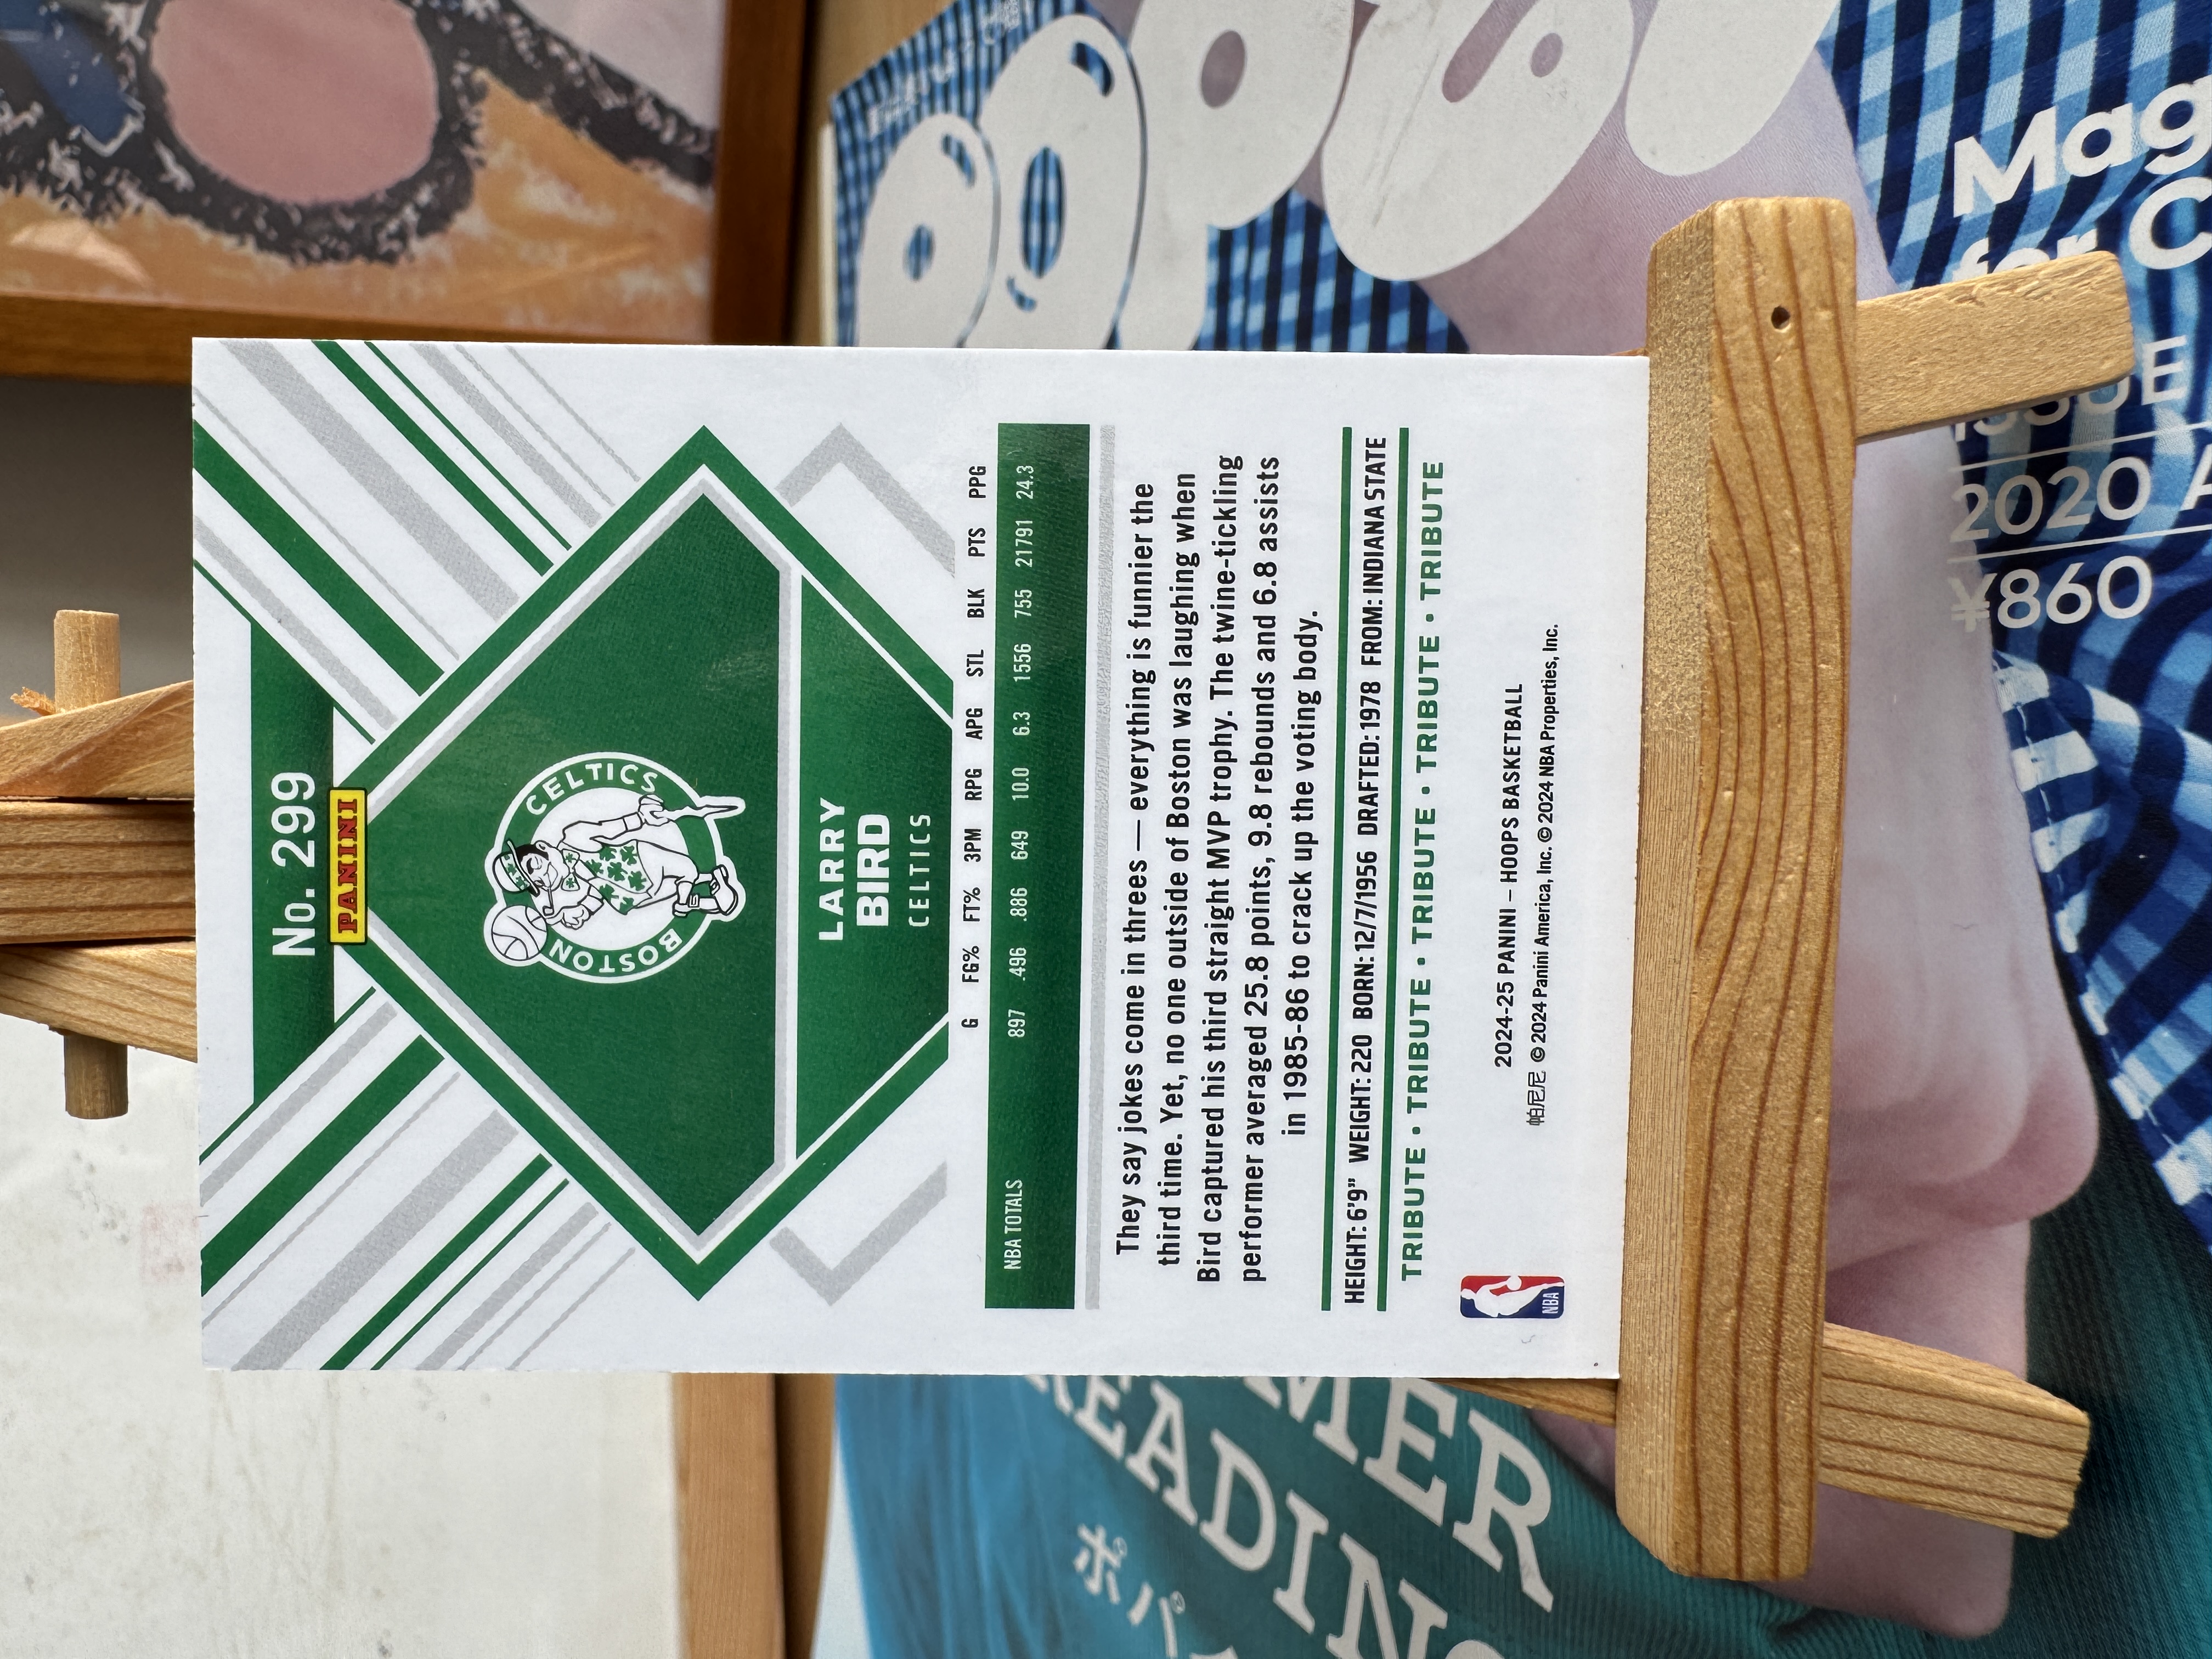 No. 299
PANINI
BOSTON CELTICS
LARRY
BIRD
CELTICS
G FG% FT% 3PM RPG APG STL BLK PTS PPG
NBA TOTALS 897 .496 .886 649 10.0 6.3 1556 755 21791 24.3
They say jokes come in threes — everything is funnier the
third time. Yet, no one outside of Boston was laughing when
Bird captured his third straight MVP trophy. The twine-tickling
performer averaged 25.8 points, 9.8 rebounds and 6.8 assists
in 1985-86 to crack up the voting body.
HEIGHT: 6'9" WEIGHT: 220 BORN: 12/7/1956 DRAFTED: 1978 FROM: INDIANA STATE
TRIBUTE • TRIBUTE • TRIBUTE • TRIBUTE • TRIBUTE • TRIBUTE
2024-25 PANINI – HOOPS BASKETBALL
帕尼尼 © 2024 Panini America, Inc. © 2024 NBA Properties, Inc.
NBA
Mag
for C
ISSUE
2020 A
¥860
MER
READING
ポパイ